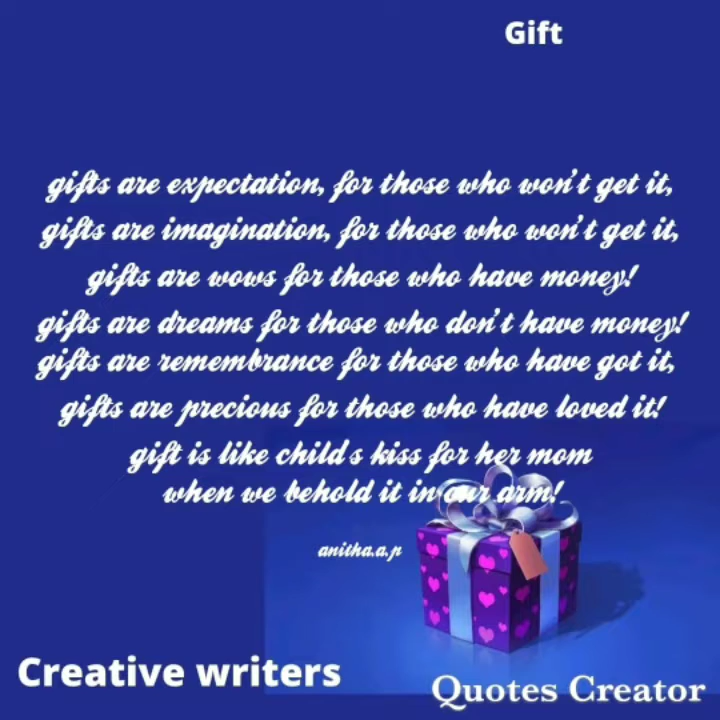 Gift
gifts are expectation, for those who won't get it,
gifts are imagination, for those who won't get it,
gifts are wows for those who have money!
gifts are dreams for those who don't have money!
gifts are remembrance for those who have got it,
gifts are precious for those who have loved it!
gift is like child's kiss for her mom
when we behold it in our arm!
anitha.a.p
Creative writers
Quotes Creator